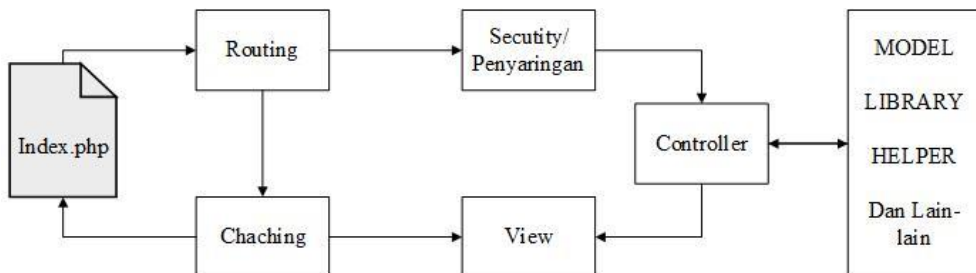 Routing
Secutity/
Penyaringan
MODEL
LIBRARY
HELPER
Dan Lain-
lain
Index.php
Controller
Chaching
View